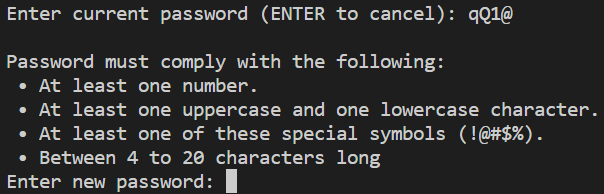 Enter current password (ENTER to cancel): qQ1@
Password must comply with the following:
• At least one number.
• At least one uppercase and one lowercase character.
• At least one of these special symbols (!@#$%).
• Between 4 to 20 characters long
Enter new password: